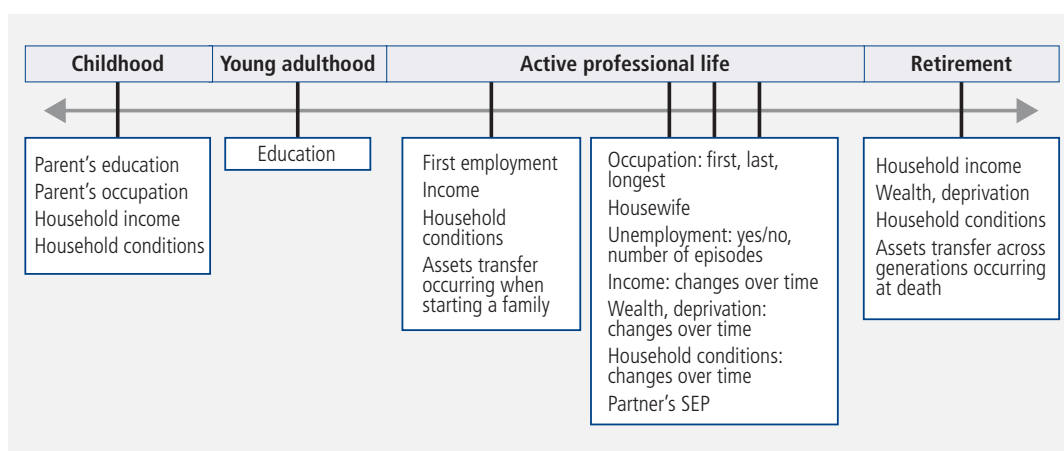 Childhood
Young adulthood
Active professional life
Retirement
Parent's education
Parent's occupation
Household income
Household conditions
Education
First employment
Income
Household
conditions
Assets transfer
occurring when
starting a family
Occupation: first, last,
longest
Housewife
Unemployment: yes/no,
number of episodes
Income: changes over time
Wealth, deprivation:
changes over time
Household conditions:
changes over time
Partner's SEP
Household income
Wealth, deprivation
Household conditions
Assets transfer across
generations occurring
at death